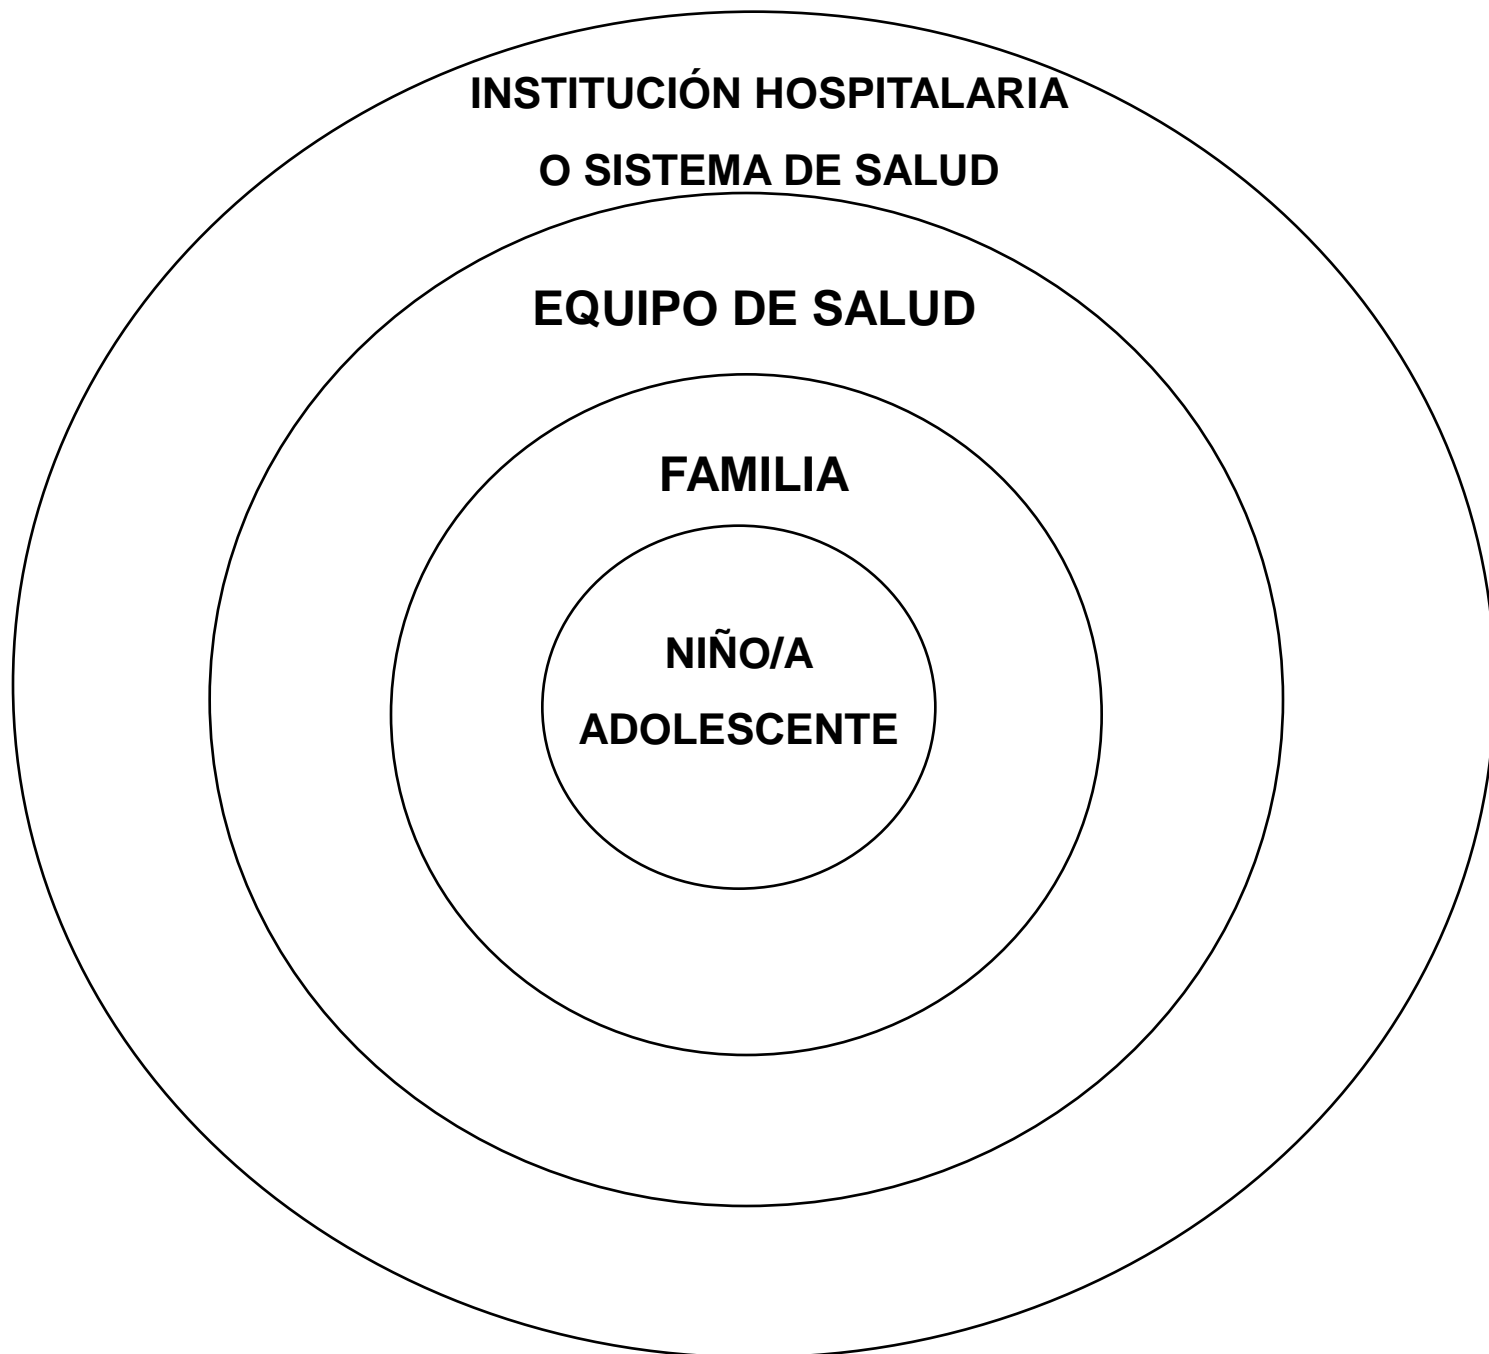 INSTITUCIÓN HOSPITALARIA
O SISTEMA DE SALUD
EQUIPO DE SALUD
FAMILIA
NIÑO/A
ADOLESCENTE